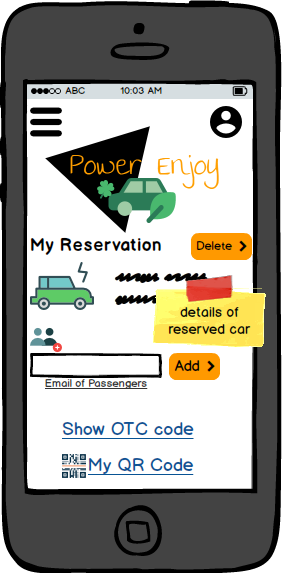 ABC 10:03 AM
Power Enjoy
My Reservation Delete
details of
reserved car
Add
Email of Passengers
Show OTC code
My QR Code